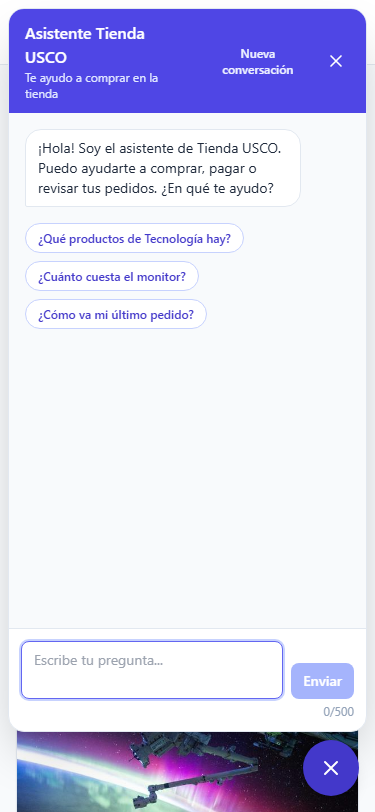 Asistente Tienda
USCO
Te ayudo a comprar en la
tienda
Nueva
conversación
¡Hola! Soy el asistente de Tienda USCO.
Puedo ayudarte a comprar, pagar o
revisar tus pedidos. ¿En qué te ayudo?
¿Qué productos de Tecnología hay?
¿Cuánto cuesta el monitor?
¿Cómo va mi último pedido?
Escribe tu pregunta...
Enviar
0/500